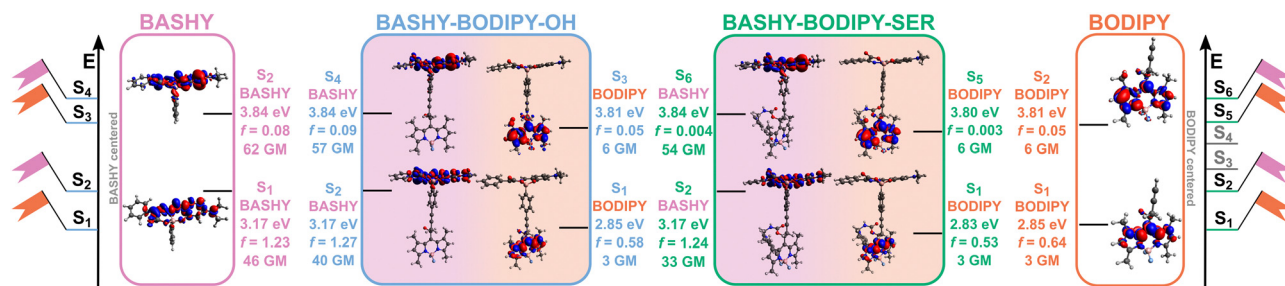 BASHY
BASHY-BODIPY-OH
BASHY-BODIPY-SER
BODIPY
E
S4
S3
S2
S1
BASHY centered
S2
BASHY
3.84 eV
f = 0.08
62 GM
S1
BASHY
3.17 eV
f = 1.23
46 GM
S4
BASHY
3.84 eV
f = 0.09
57 GM
S2
BASHY
3.17 eV
f = 1.27
40 GM
S3
BODIPY
3.81 eV
f = 0.05
6 GM
S1
BODIPY
2.85 eV
f = 0.58
3 GM
S6
BASHY
3.84 eV
f = 0.004
54 GM
S2
BASHY
3.17 eV
f = 1.24
33 GM
S5
BODIPY
3.80 eV
f = 0.003
6 GM
S1
BODIPY
2.83 eV
f = 0.53
3 GM
S2
BODIPY
3.81 eV
f = 0.05
6 GM
S1
BODIPY
2.85 eV
f = 0.64
3 GM
BODIPY centered
E
S6
S5
S4
S3
S2
S1